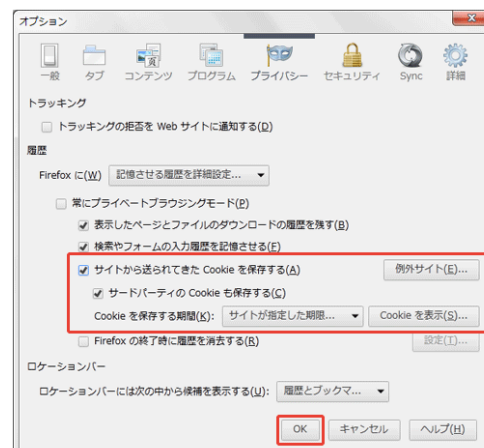 オプション
一般 タブ コンテンツ プログラム プライバシー セキュリティ Sync 詳細
トラッキング
トラッキングの拒否を Web サイトに通知する(D)
履歴
Firefox に(W) 記憶させる履歴を詳細設定...
常にプライベートブラウジングモード(P)
表示したページとファイルのダウンロードの履歴を残す(B)
検索やフォームの入力履歴を記憶させる(F)
サイトから送られてきた Cookie を保存する(A) 例外サイト(E)...
サードパーティの Cookie も保存する(C)
Cookie を保存する期間(K): サイトが指定した期限... Cookie を表示(S)...
Firefox の終了時に履歴を消去する(R) 設定(T)...
ロケーションバー
ロケーションバーには次の中から候補を表示する(U): 履歴とブックマ...
OK キャンセル ヘルプ(H)